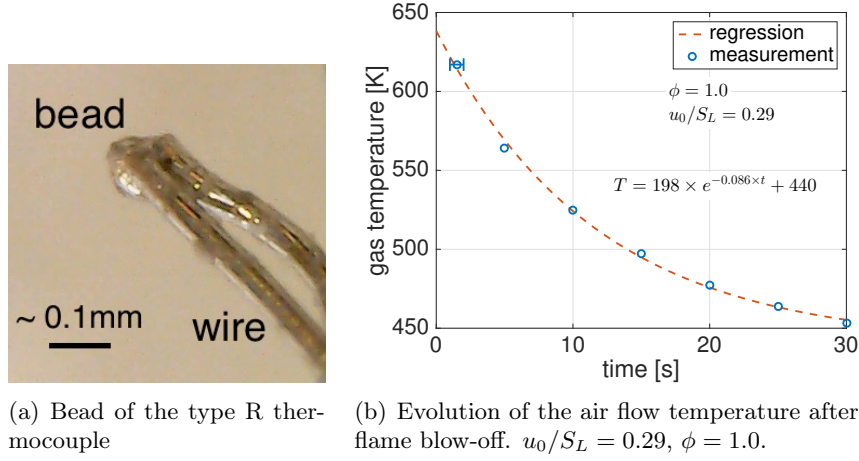 bead
~ 0.1mm
wire
(a) Bead of the type R ther-
mocouple
650
600
550
500
450
0
10
20
30
gas temperature [K]
time [s]
regression
measurement
ϕ = 1.0
u₀/S_L = 0.29
T = 198 × e^{−0.086×t} + 440
(b) Evolution of the air flow temperature after
flame blow-off. u₀/S_L = 0.29, ϕ = 1.0.